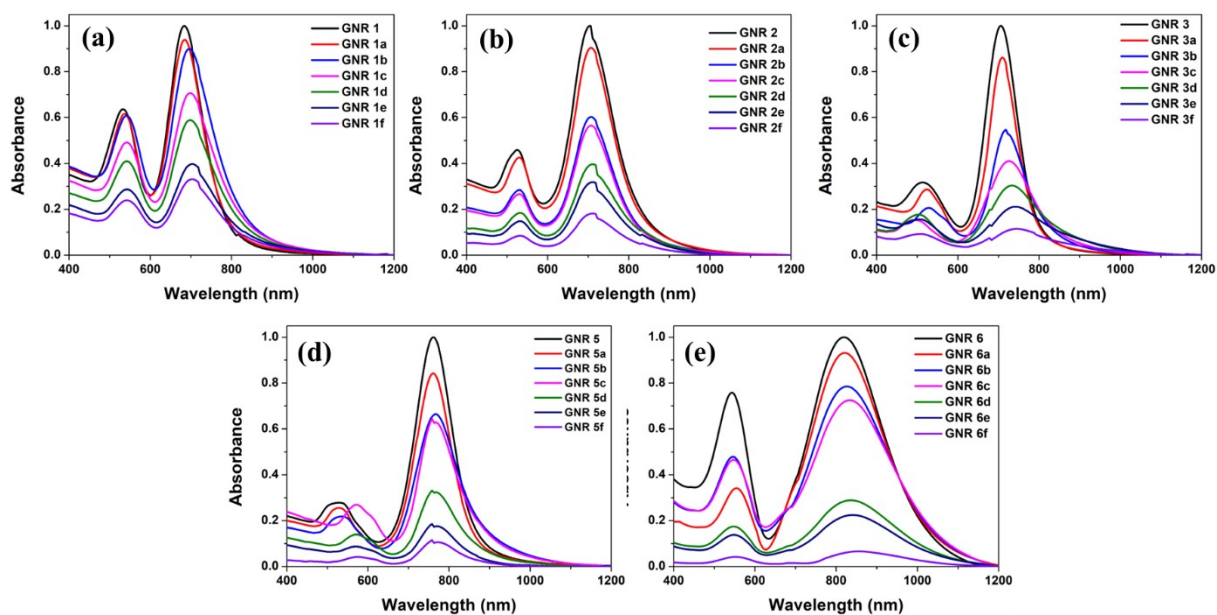 (a)
GNR 1
GNR 1a
GNR 1b
GNR 1c
GNR 1d
GNR 1e
GNR 1f
Absorbance
1.0
0.8
0.6
0.4
0.2
0.0
400 600 800 1000 1200
Wavelength (nm)
(b)
GNR 2
GNR 2a
GNR 2b
GNR 2c
GNR 2d
GNR 2e
GNR 2f
Absorbance
1.0
0.8
0.6
0.4
0.2
0.0
400 600 800 1000 1200
Wavelength (nm)
(c)
GNR 3
GNR 3a
GNR 3b
GNR 3c
GNR 3d
GNR 3e
GNR 3f
Absorbance
1.0
0.8
0.6
0.4
0.2
0.0
400 600 800 1000 1200
Wavelength (nm)
(d)
GNR 5
GNR 5a
GNR 5b
GNR 5c
GNR 5d
GNR 5e
GNR 5f
Absorbance
1.0
0.8
0.6
0.4
0.2
0.0
400 600 800 1000 1200
Wavelength (nm)
(e)
GNR 6
GNR 6a
GNR 6b
GNR 6c
GNR 6d
GNR 6e
GNR 6f
1.0
0.8
0.6
0.4
0.2
0.0
400 600 800 1000 1200
Wavelength (nm)